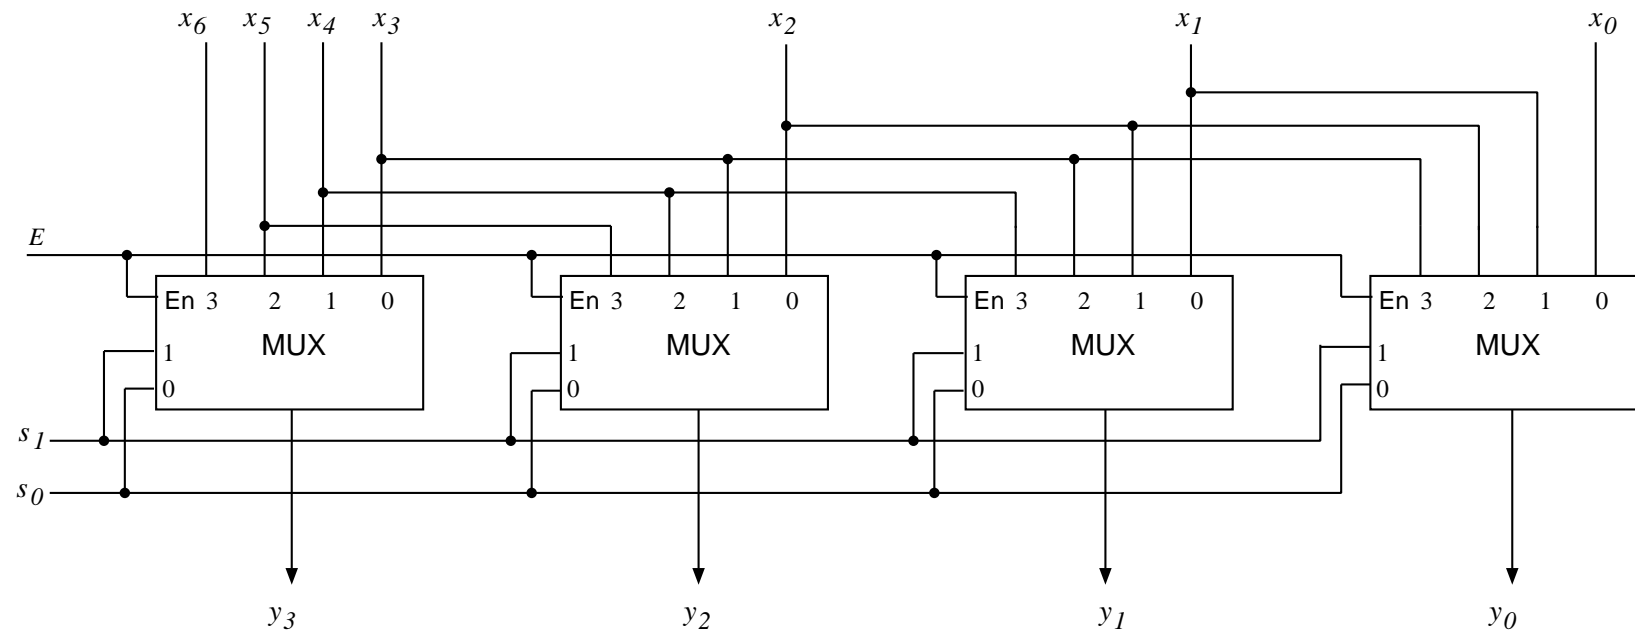 x6 x5 x4 x3 x2 x1 x0
E
En 3 2 1 0 En 3 2 1 0 En 3 2 1 0 En 3 2 1 0
MUX MUX MUX MUX
1 1 1 1
0 0 0 0
s1
s0
y3 y2 y1 y0